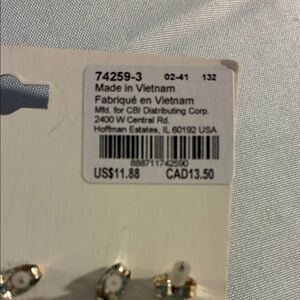 74259-3 02-41 132
Made in Vietnam
Fabriqué en Vietnam
Mfd. for CBI Distributing Corp.
2400 W Central Rd.
Hoffman Estates, IL 60192 USA
888711742590
US$11.88 CAD13.50